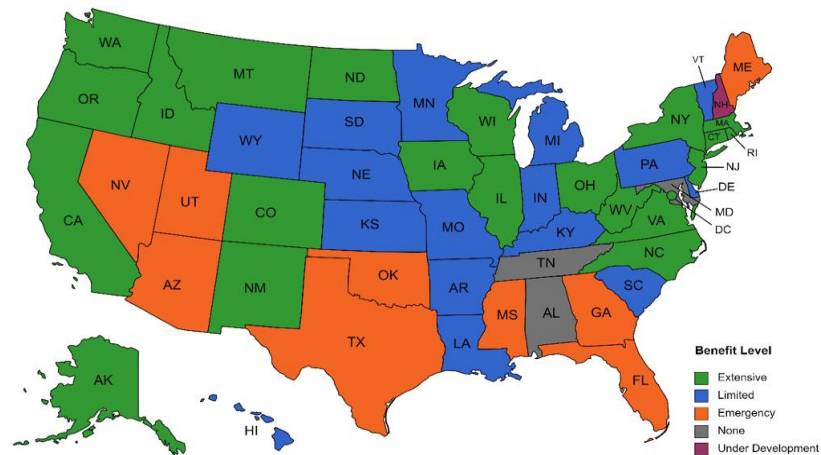 WA
OR
ID
MT
ND
MN
WY
SD
NE
KS
IA
WI
IL
MI
IN
OH
MO
KY
WV
VA
PA
NY
VT
NH
ME
MA
CT
RI
NJ
DE
MD
DC
NV
UT
CO
CA
AZ
NM
OK
TX
AR
LA
MS
TN
AL
GA
NC
SC
FL
AK
HI
Benefit Level
Extensive
Limited
Emergency
None
Under Development